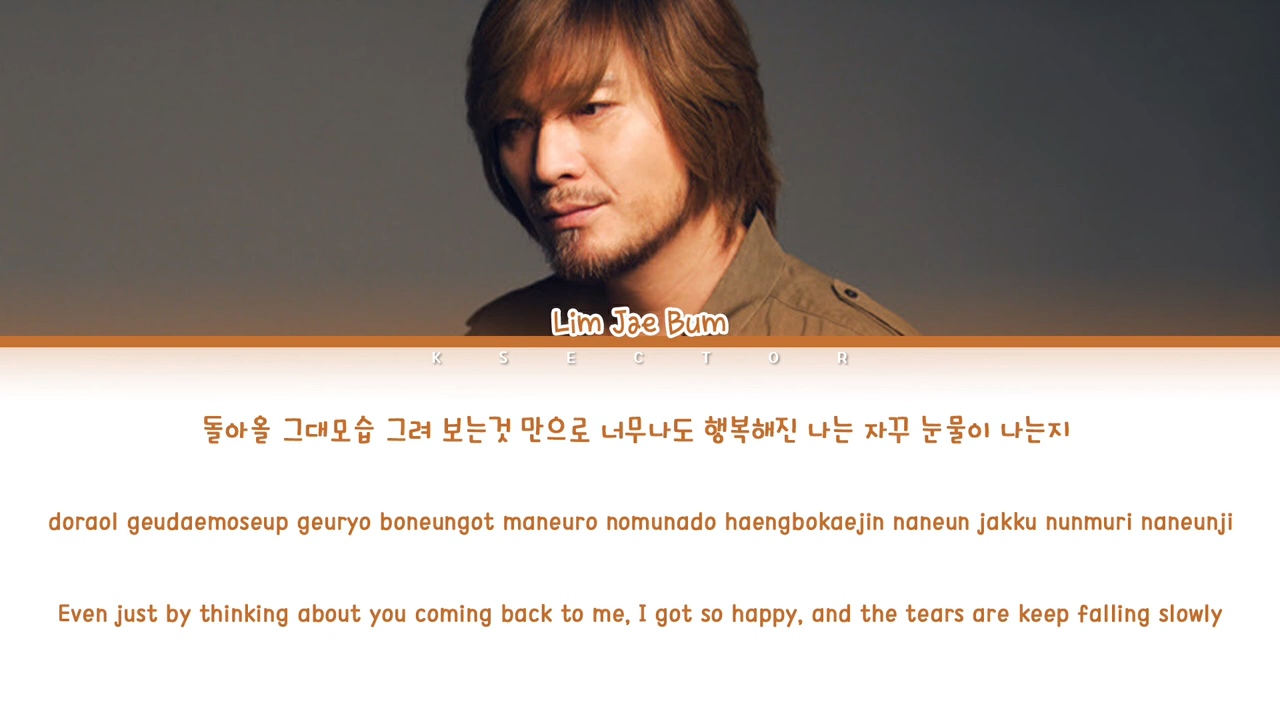 Lim Jae Bum
K S E C T O R
돌아올 그대모습 그려 보는것 만으로 너무나도 행복해진 나는 자꾸 눈물이 나는지
doraol geudaemoseup geuryo boneungot maneuro nomunado haengbokaejin naneun jakku nunmuri naneunji
Even just by thinking about you coming back to me, I got so happy, and the tears are keep falling slowly